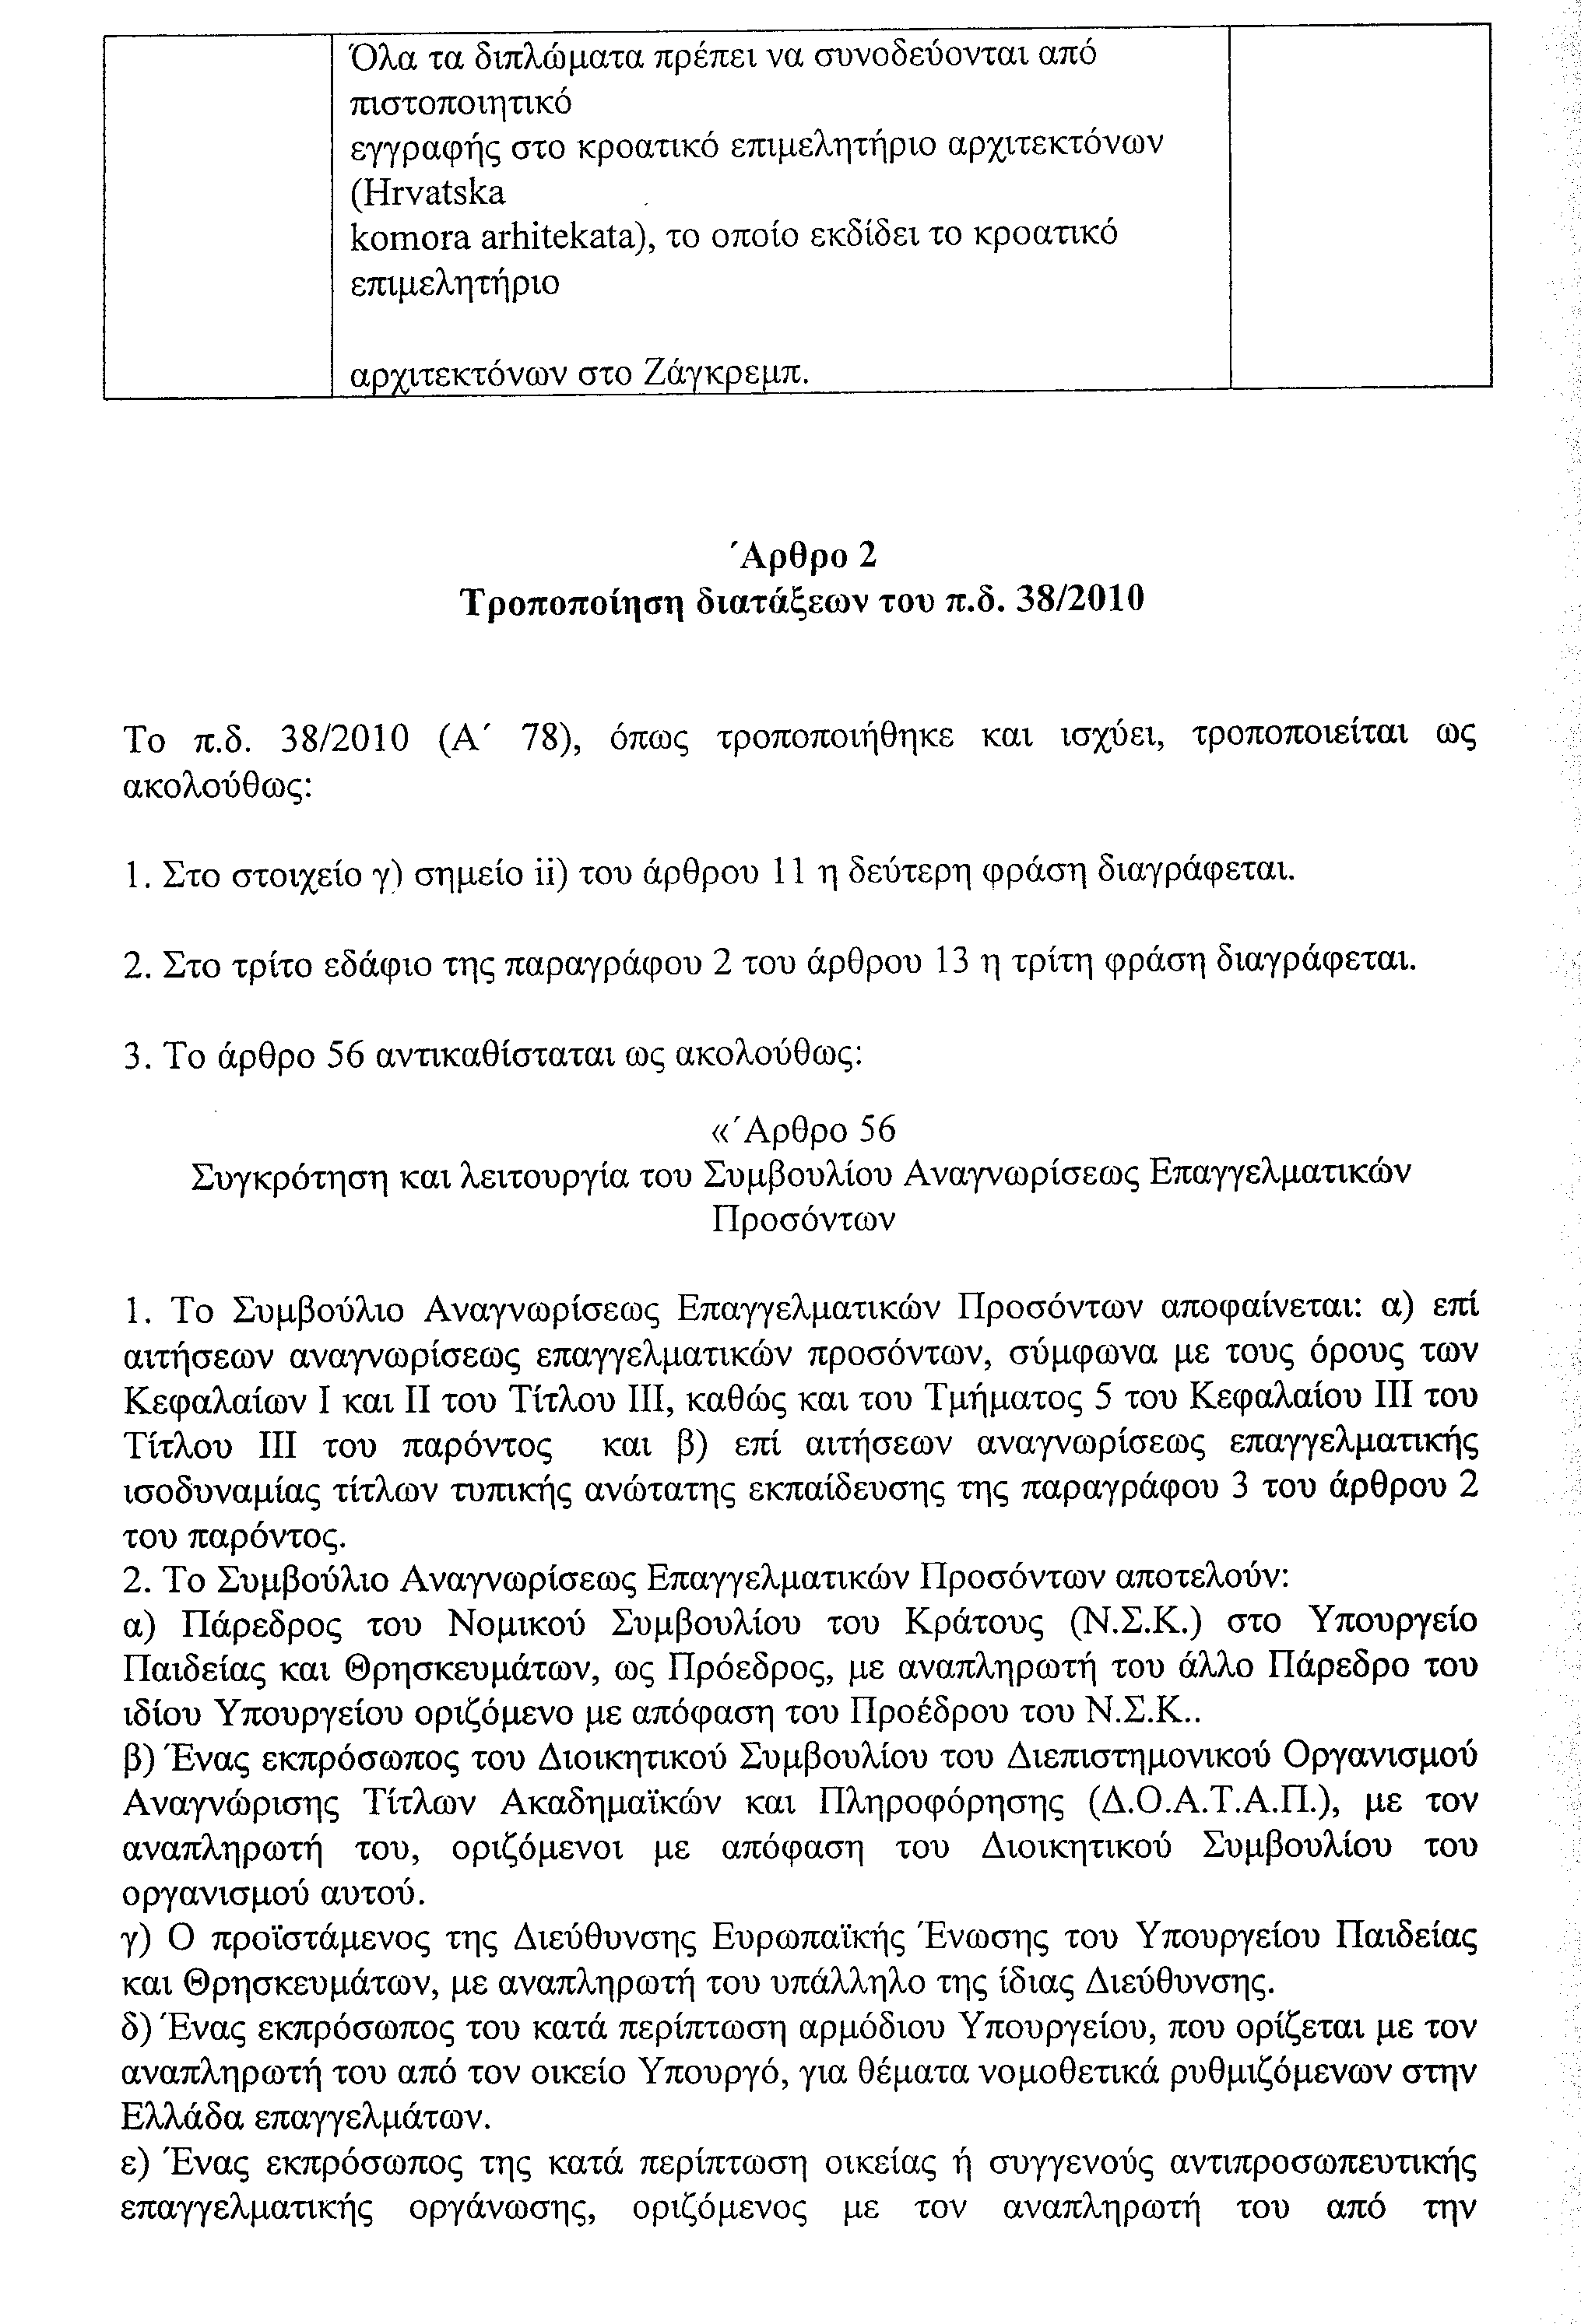 Όλα τα διπλώματα πρέπει να συνοδεύονται από
πιστοποιητικό
εγγραφής στο κροατικό επιμελητήριο αρχιτεκτόνων
(Hrvatska
komora arhitekata), το οποίο εκδίδει το κροατικό
επιμελητήριο
αρχιτεκτόνων στο Ζάγκρεμπ.
Άρθρο 2
Τροποποίηση διατάξεων του π.δ. 38/2010
Το π.δ. 38/2010 (Α΄ 78), όπως τροποποιήθηκε και ισχύει, τροποποιείται ως
ακολούθως:
1. Στο στοιχείο γ) σημείο ii) του άρθρου 11 η δεύτερη φράση διαγράφεται.
2. Στο τρίτο εδάφιο της παραγράφου 2 του άρθρου 13 η τρίτη φράση διαγράφεται.
3. Το άρθρο 56 αντικαθίσταται ως ακολούθως:
«Άρθρο 56
Συγκρότηση και λειτουργία του Συμβουλίου Αναγνωρίσεως Επαγγελματικών
Προσόντων
1. Το Συμβούλιο Αναγνωρίσεως Επαγγελματικών Προσόντων αποφαίνεται: α) επί
αιτήσεων αναγνωρίσεως επαγγελματικών προσόντων, σύμφωνα με τους όρους των
Κεφαλαίων Ι και ΙΙ του Τίτλου ΙΙΙ, καθώς και του Τμήματος 5 του Κεφαλαίου ΙΙΙ του
Τίτλου ΙΙΙ του παρόντος και β) επί αιτήσεων αναγνωρίσεως επαγγελματικής
ισοδυναμίας τίτλων τυπικής ανώτατης εκπαίδευσης της παραγράφου 3 του άρθρου 2
του παρόντος.
2. Το Συμβούλιο Αναγνωρίσεως Επαγγελματικών Προσόντων αποτελούν:
α) Πάρεδρος του Νομικού Συμβουλίου του Κράτους (Ν.Σ.Κ.) στο Υπουργείο
Παιδείας και Θρησκευμάτων, ως Πρόεδρος, με αναπληρωτή του άλλο Πάρεδρο του
ιδίου Υπουργείου οριζόμενο με απόφαση του Προέδρου του Ν.Σ.Κ..
β) Ένας εκπρόσωπος του Διοικητικού Συμβουλίου του Διεπιστημονικού Οργανισμού
Αναγνώρισης Τίτλων Ακαδημαϊκών και Πληροφόρησης (Δ.Ο.Α.Τ.Α.Π.), με τον
αναπληρωτή του, οριζόμενοι με απόφαση του Διοικητικού Συμβουλίου του
οργανισμού αυτού.
γ) Ο προϊστάμενος της Διεύθυνσης Ευρωπαϊκής Ένωσης του Υπουργείου Παιδείας
και Θρησκευμάτων, με αναπληρωτή του υπάλληλο της ίδιας Διεύθυνσης.
δ) Ένας εκπρόσωπος του κατά περίπτωση αρμόδιου Υπουργείου, που ορίζεται με τον
αναπληρωτή του από τον οικείο Υπουργό, για θέματα νομοθετικά ρυθμιζόμενων στην
Ελλάδα επαγγελμάτων.
ε) Ένας εκπρόσωπος της κατά περίπτωση οικείας ή συγγενούς αντιπροσωπευτικής
επαγγελματικής οργάνωσης, οριζόμενος με τον αναπληρωτή του από την